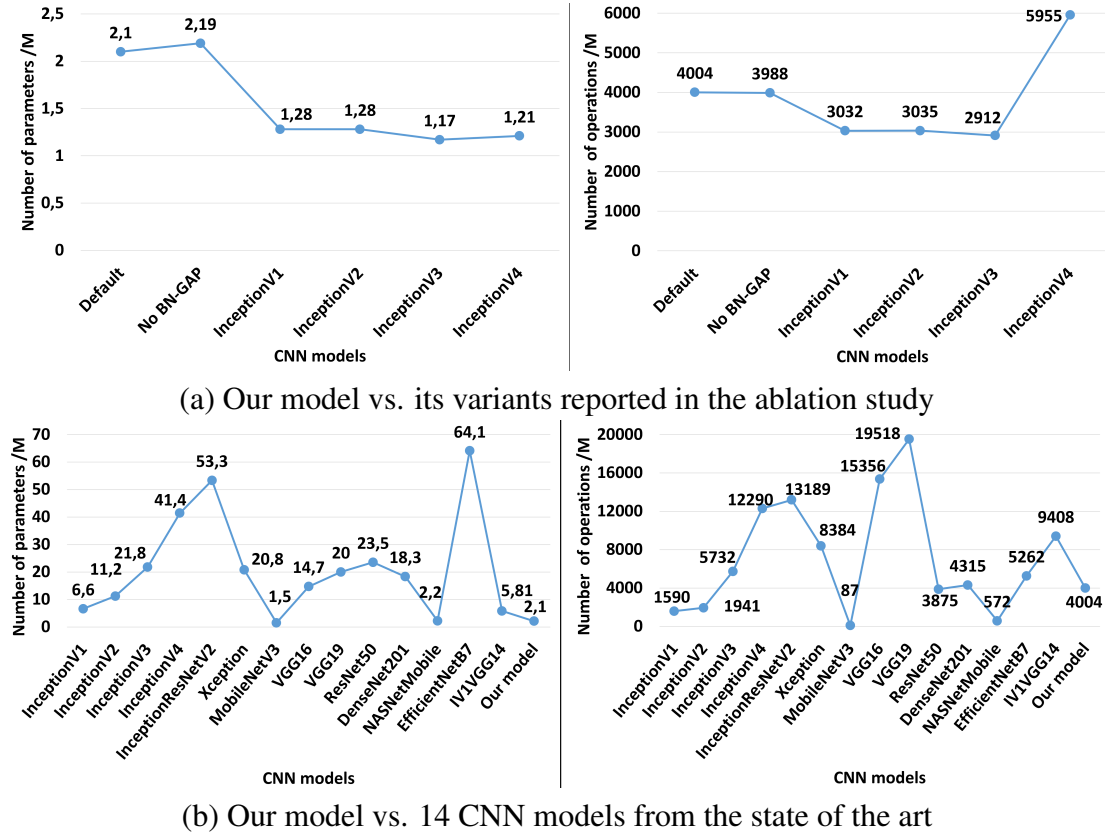 Number of parameters /M
2,5
2
1,5
1
0,5
0
2,1
2,19
1,28
1,28
1,17
1,21
Default
No BN-GAP
InceptionV1
InceptionV2
InceptionV3
InceptionV4
CNN models
Number of operations /M
6000
5000
4000
3000
2000
1000
0
4004
3988
3032
3035
2912
5955
Default
No BN-GAP
InceptionV1
InceptionV2
InceptionV3
InceptionV4
CNN models
(a) Our model vs. its variants reported in the ablation study
Number of parameters /M
70
60
50
40
30
20
10
0
6,6
11,2
21,8
41,4
53,3
20,8
1,5
14,7
20
23,5
18,3
2,2
64,1
5,81
2,1
InceptionV1
InceptionV2
InceptionV3
InceptionV4
InceptionResNetV2
Xception
MobileNetV3
VGG16
VGG19
ResNet50
DenseNet201
NASNetMobile
EfficientNetB7
IV1VGG14
Our model
CNN models
Number of operations /M
20000
16000
12000
8000
4000
0
1590
1941
5732
12290
13189
8384
87
15356
19518
3875
4315
572
5262
9408
4004
InceptionV1
InceptionV2
InceptionV3
InceptionV4
InceptionResNetV2
Xception
MobileNetV3
VGG16
VGG19
ResNet50
DenseNet201
NASNetMobile
EfficientNetB7
IV1VGG14
Our model
CNN models
(b) Our model vs. 14 CNN models from the state of the art